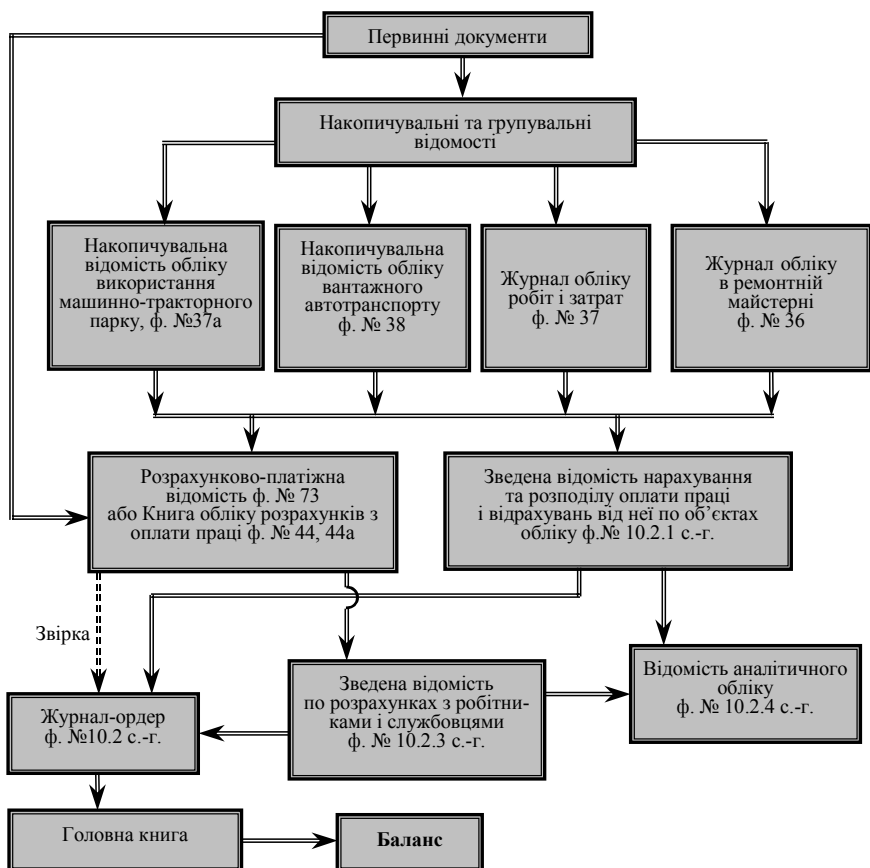 Первинні документи
Накопичувальні та групувальні
відомості
Накопичувальна
відомість обліку
використання
машинно-тракторного
парку, ф. №37а
Накопичувальна
відомість обліку
вантажного
автотранспорту
ф. № 38
Журнал обліку
робіт і затрат
ф. № 37
Журнал обліку
в ремонтній
майстерні
ф. № 36
Розрахунково-платіжна
відомість ф. № 73
або Книга обліку розрахунків з
оплати праці ф. № 44, 44а
Зведена відомість нарахування
та розподілу оплати праці
і відрахувань від неї по об’єктах
обліку ф.№ 10.2.1 с.-г.
Звірка
Журнал-ордер
ф. №10.2 с.-г.
Зведена відомість
по розрахунках з робітни-
ками і службовцями
ф. № 10.2.3 с.-г.
Відомість аналітичного
обліку
ф. № 10.2.4 с.-г.
Головна книга
Баланс